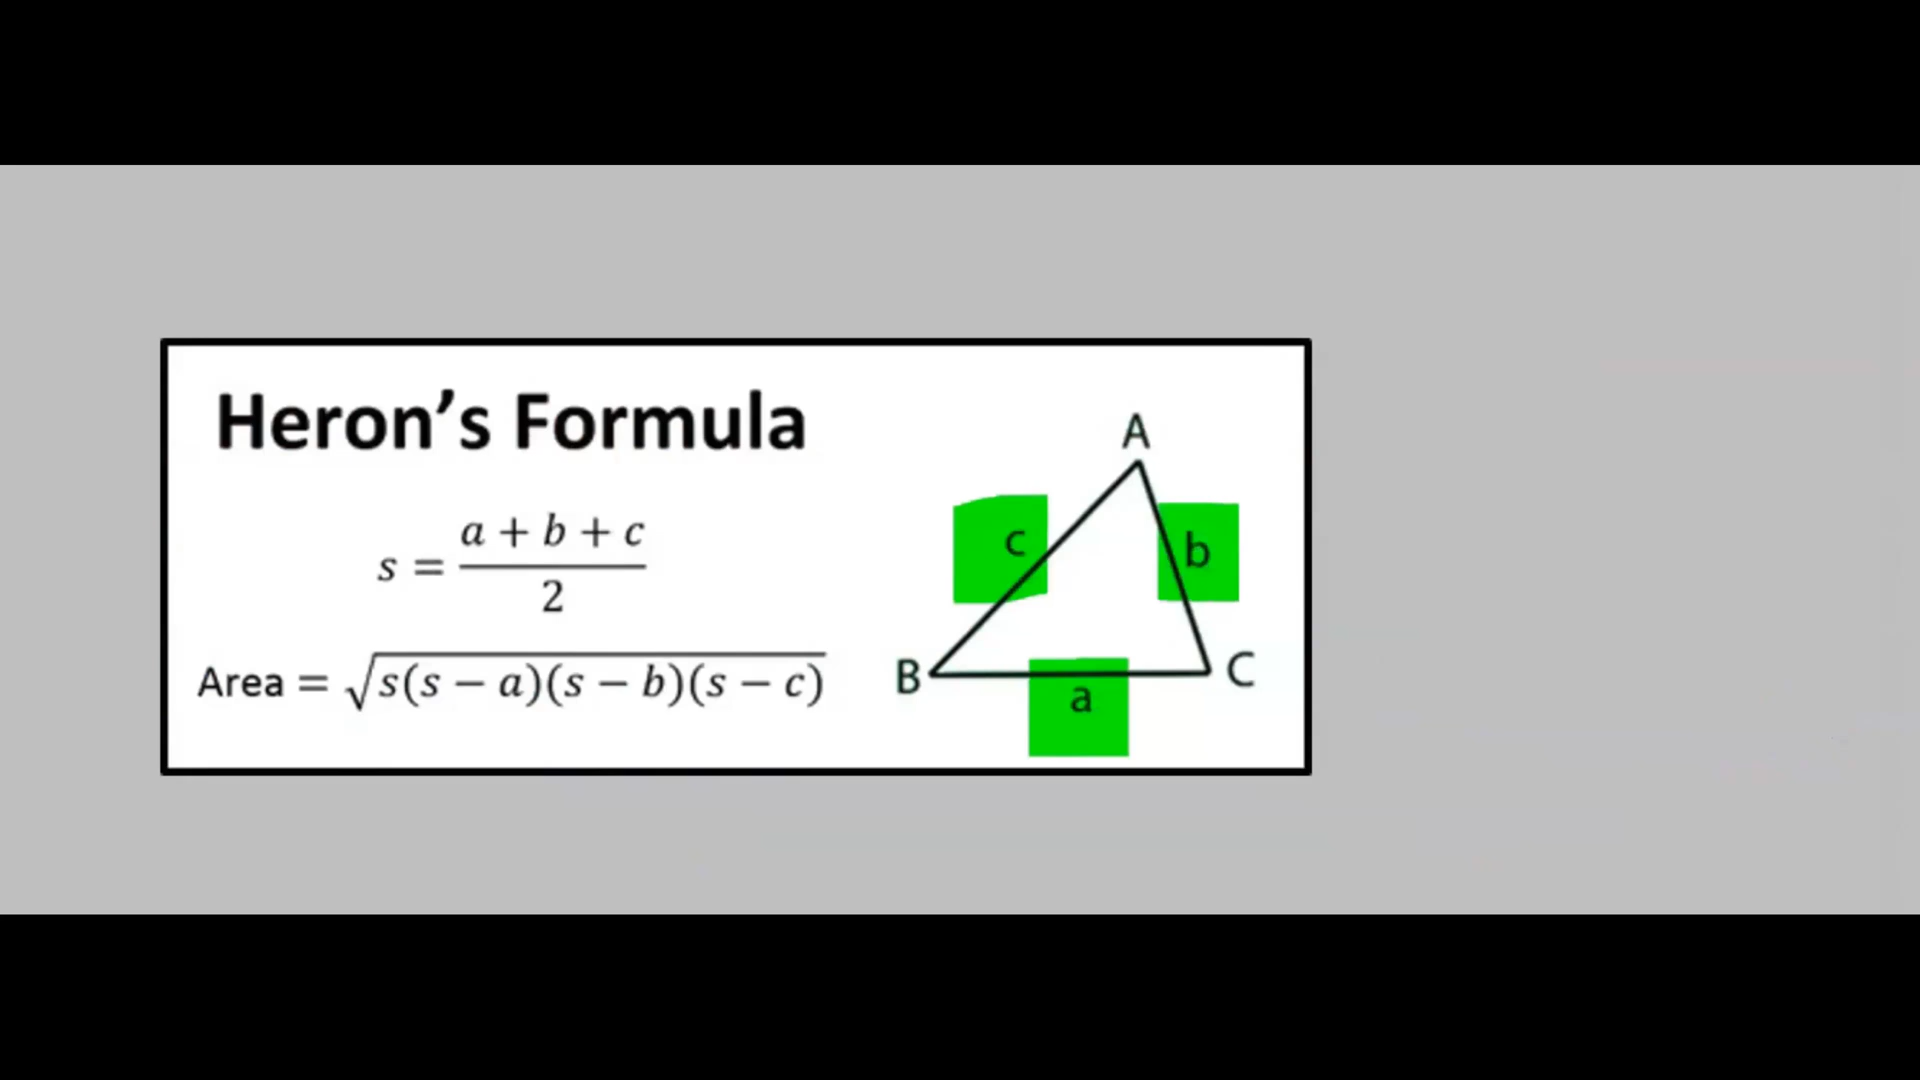 Heron’s Formula
s = a + b + c / 2
Area = √s(s − a)(s − b)(s − c)
A
c
b
B
C
a